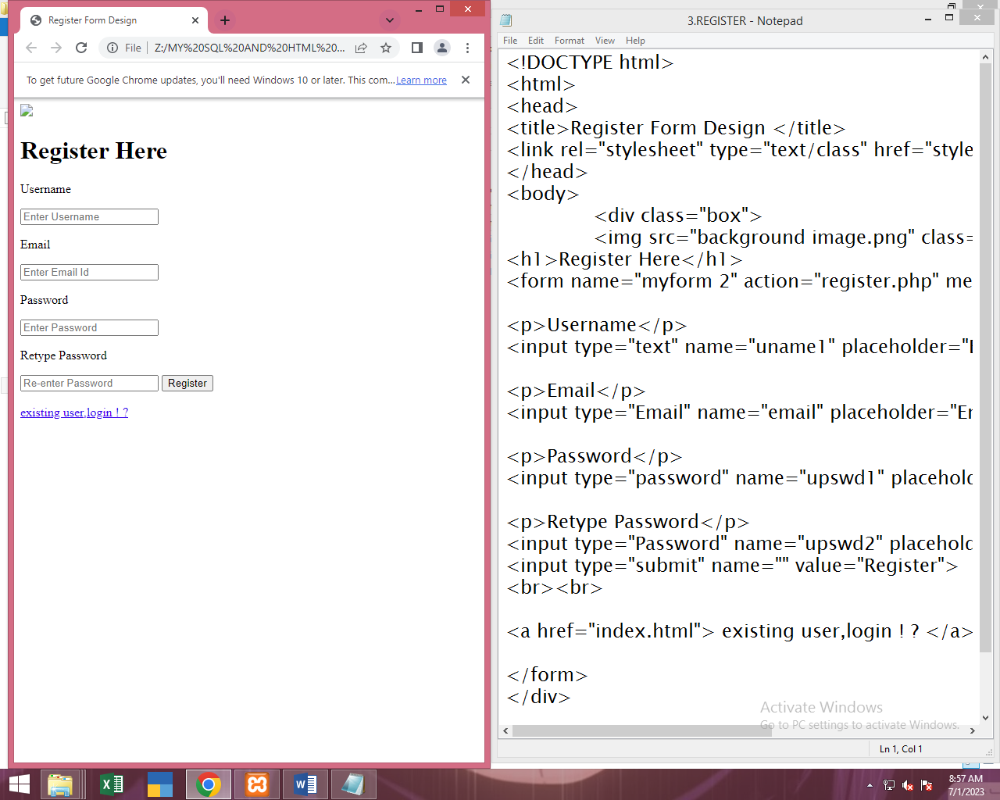 Register Form Design
File
Z:/MY%20SQL%20AND%20HTML%20...
To get future Google Chrome updates, you'll need Windows 10 or later. This com...Learn more
Register Here
Username
Enter Username
Email
Enter Email Id
Password
Enter Password
Retype Password
Re-enter Password Register
existing user,login ! ?
3.REGISTER - Notepad
File Edit Format View Help
<!DOCTYPE html>
<html>
<head>
<title>Register Form Design </title>
<link rel="stylesheet" type="text/class" href="style
</head>
<body>
<div class="box">
<img src="background image.png" class=
<h1>Register Here</h1>
<form name="myform 2" action="register.php" me
<p>Username</p>
<input type="text" name="uname1" placeholder="
<p>Email</p>
<input type="Email" name="email" placeholder="En
<p>Password</p>
<input type="password" name="upswd1" placehold
<p>Retype Password</p>
<input type="Password" name="upswd2" placehold
<input type="submit" name="" value="Register">
<br><br>
<a href="index.html"> existing user,login ! ? </a>
</form>
</div>
Activate Windows
Go to PC settings to activate Windows.
Ln 1, Col 1
8:57 AM
7/1/2023